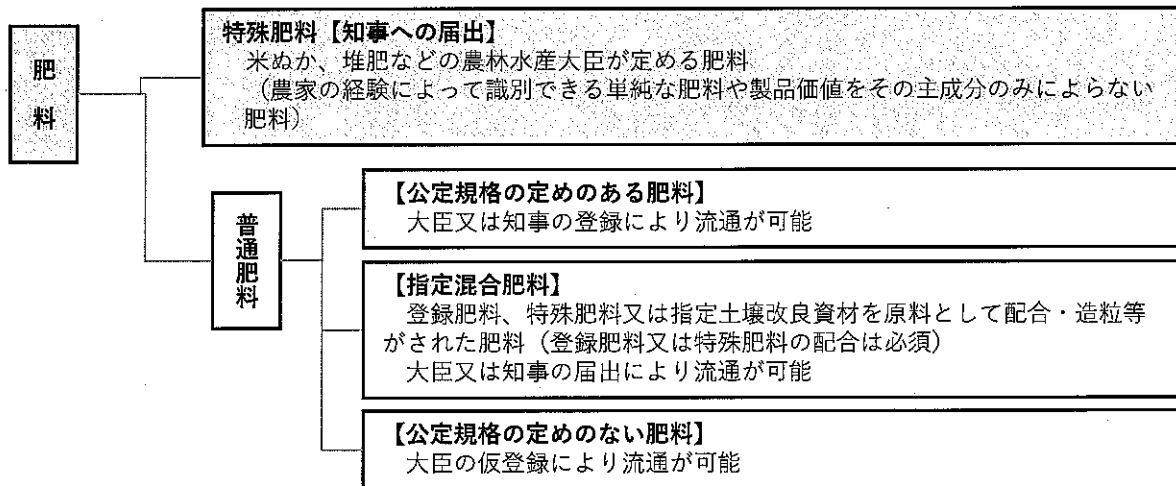 肥料
特殊肥料【知事への届出】
米ぬか、堆肥などの農林水産大臣が定める肥料
（農家の経験によって識別できる単純な肥料や製品価値をその主成分のみによらない
肥料）
普通肥料
【公定規格の定めのある肥料】
大臣又は知事の登録により流通が可能
【指定混合肥料】
登録肥料、特殊肥料又は指定土壌改良資材を原料として配合・造粒等
がされた肥料（登録肥料又は特殊肥料の配合は必須）
大臣又は知事の届出により流通が可能
【公定規格の定めのない肥料】
大臣の仮登録により流通が可能